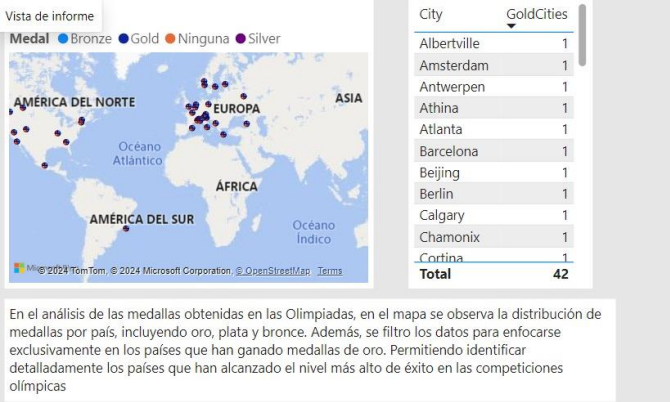 Vista de informe
Medal Bronze Gold Ninguna Silver
AMÉRICA DEL NORTE
EUROPA
ASIA
Océano
Atlántico
ÁFRICA
AMÉRICA DEL SUR
Océano
Índico
© 2024 TomTom, © 2024 Microsoft Corporation, © OpenStreetMap Terms
City GoldCities
Albertville 1
Amsterdam 1
Antwerpen 1
Athina 1
Atlanta 1
Barcelona 1
Beijing 1
Berlin 1
Calgary 1
Chamonix 1
Cortina 1
Total 42
En el análisis de las medallas obtenidas en las Olimpiadas, en el mapa se observa la distribución de
medallas por país, incluyendo oro, plata y bronce. Además, se filtro los datos para enfocarse
exclusivamente en los países que han ganado medallas de oro. Permitiendo identificar
detalladamente los países que han alcanzado el nivel más alto de éxito en las competiciones
olímpicas